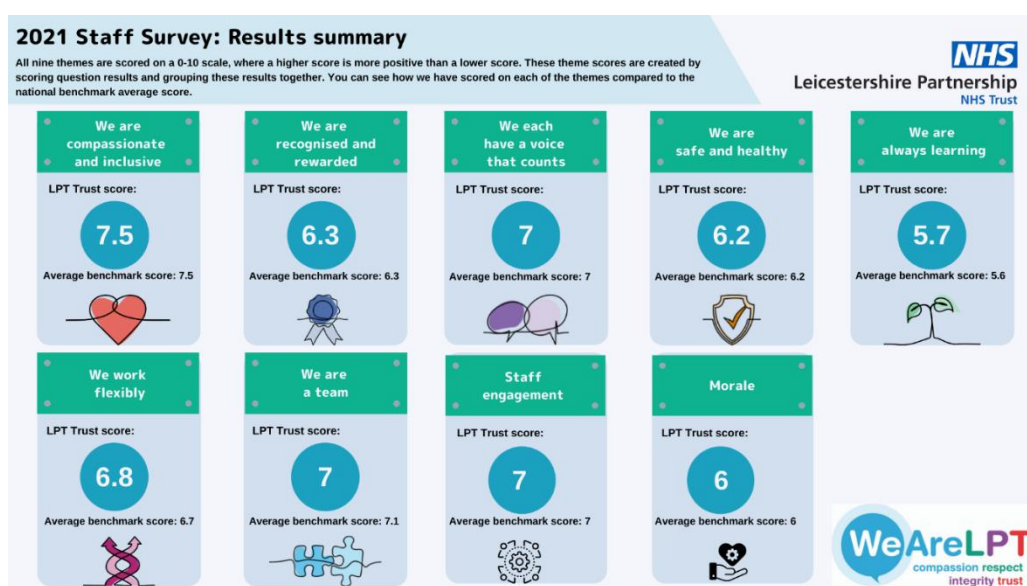 2021 Staff Survey: Results summary
All nine themes are scored on a 0-10 scale, where a higher score is more positive than a lower score. These theme scores are created by
scoring question results and grouping these results together. You can see how we have scored on each of the themes compared to the
national benchmark average score.
NHS
Leicestershire Partnership
NHS Trust
We are
compassionate
and inclusive
LPT Trust score:
7.5
Average benchmark score: 7.5
We are
recognised and
rewarded
LPT Trust score:
6.3
Average benchmark score: 6.3
We each
have a voice
that counts
LPT Trust score:
7
Average benchmark score: 7
We are
safe and healthy
LPT Trust score:
6.2
Average benchmark score: 6.2
We are
always learning
LPT Trust score:
5.7
Average benchmark score: 5.6
We work
flexibly
LPT Trust score:
6.8
Average benchmark score: 6.7
We are
a team
LPT Trust score:
7
Average benchmark score: 7.1
Staff
engagement
LPT Trust score:
7
Average benchmark score: 7
Morale
LPT Trust score:
6
Average benchmark score: 6
WeAreLPT
compassion respect
integrity trust